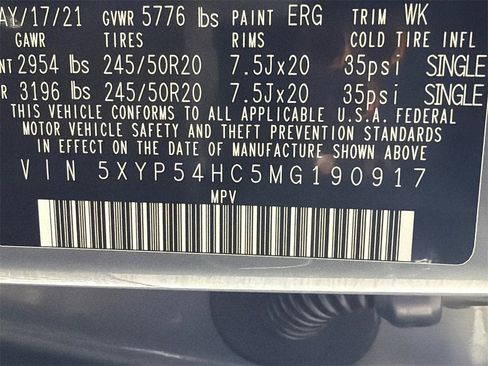 AY/17/21 GVWR 5776 lbs PAINT ERG TRIM WK
GAWR TIRES RIMS COLD TIRE INFL
NT 2954 lbs 245/50R20 7.5Jx20 35psi SINGLE
R 3196 lbs 245/50R20 7.5Jx20 35psi SINGLE
THIS VEHICLE CONFORMS TO ALL APPLICABLE U.S.A. FEDERAL
MOTOR VEHICLE SAFETY AND THEFT PREVENTION STANDARDS
IN EFFECT ON THE DATE OF MANUFACTURE SHOWN ABOVE.
VIN 5XYP54HC5MG190917
MPV